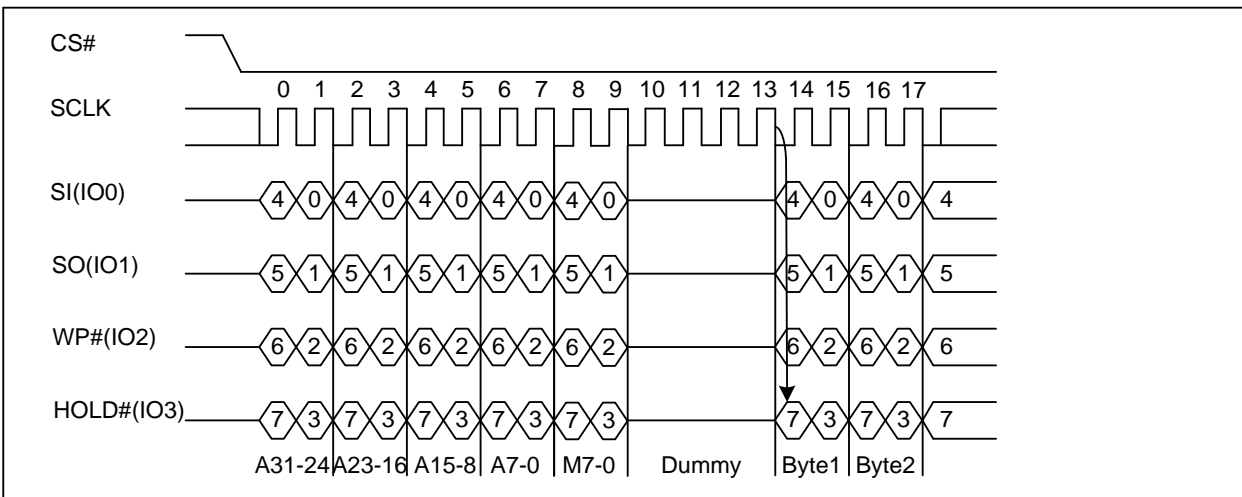 CS#
0 1 2 3 4 5 6 7 8 9 10 11 12 13 14 15 16 17
SCLK
SI(IO0) 4 0 4 0 4 0 4 0 4 0 4 0 4 0 4
SO(IO1) 5 1 5 1 5 1 5 1 5 1 5 1 5 1 5
WP#(IO2) 6 2 6 2 6 2 6 2 6 2 6 2 6 2 6
HOLD#(IO3) 7 3 7 3 7 3 7 3 7 3 7 3 7 3 7
A31-24 A23-16 A15-8 A7-0 M7-0 Dummy Byte1 Byte2